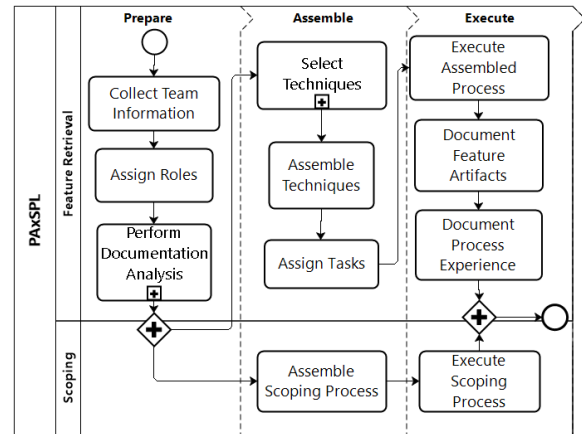 Prepare
Assemble
Execute
PAxSPL
Feature Retrieval
Collect Team
Information
Assign Roles
Perform
Documentation
Analysis
Select
Techniques
Assemble
Techniques
Assign Tasks
Execute
Assembled
Process
Document
Feature
Artifacts
Document
Process
Experience
Scoping
Assemble
Scoping Process
Execute
Scoping
Process